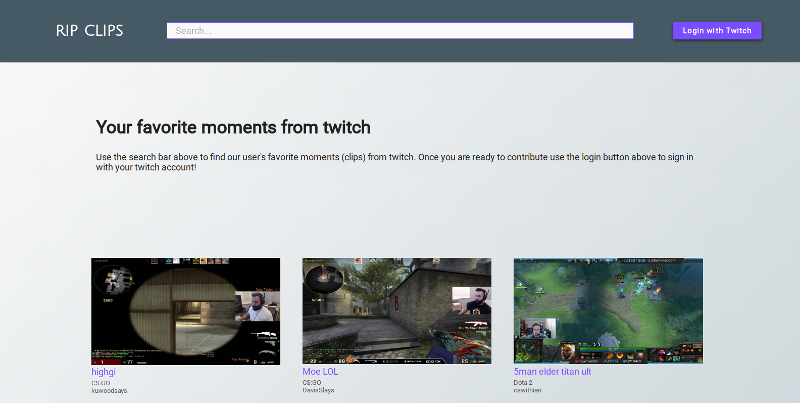 RIP CLIPS
Search...
Login with Twitch
Your favorite moments from twitch
Use the search bar above to find our user's favorite moments (clips) from twitch. Once you are ready to contribute use the login button above to sign in
with your twitch account!
highgi
CS:GO
kuwoodsays
Moe LOL
CS:GO
DavisSlays
5man elder titan ult
Dota 2
cswithian